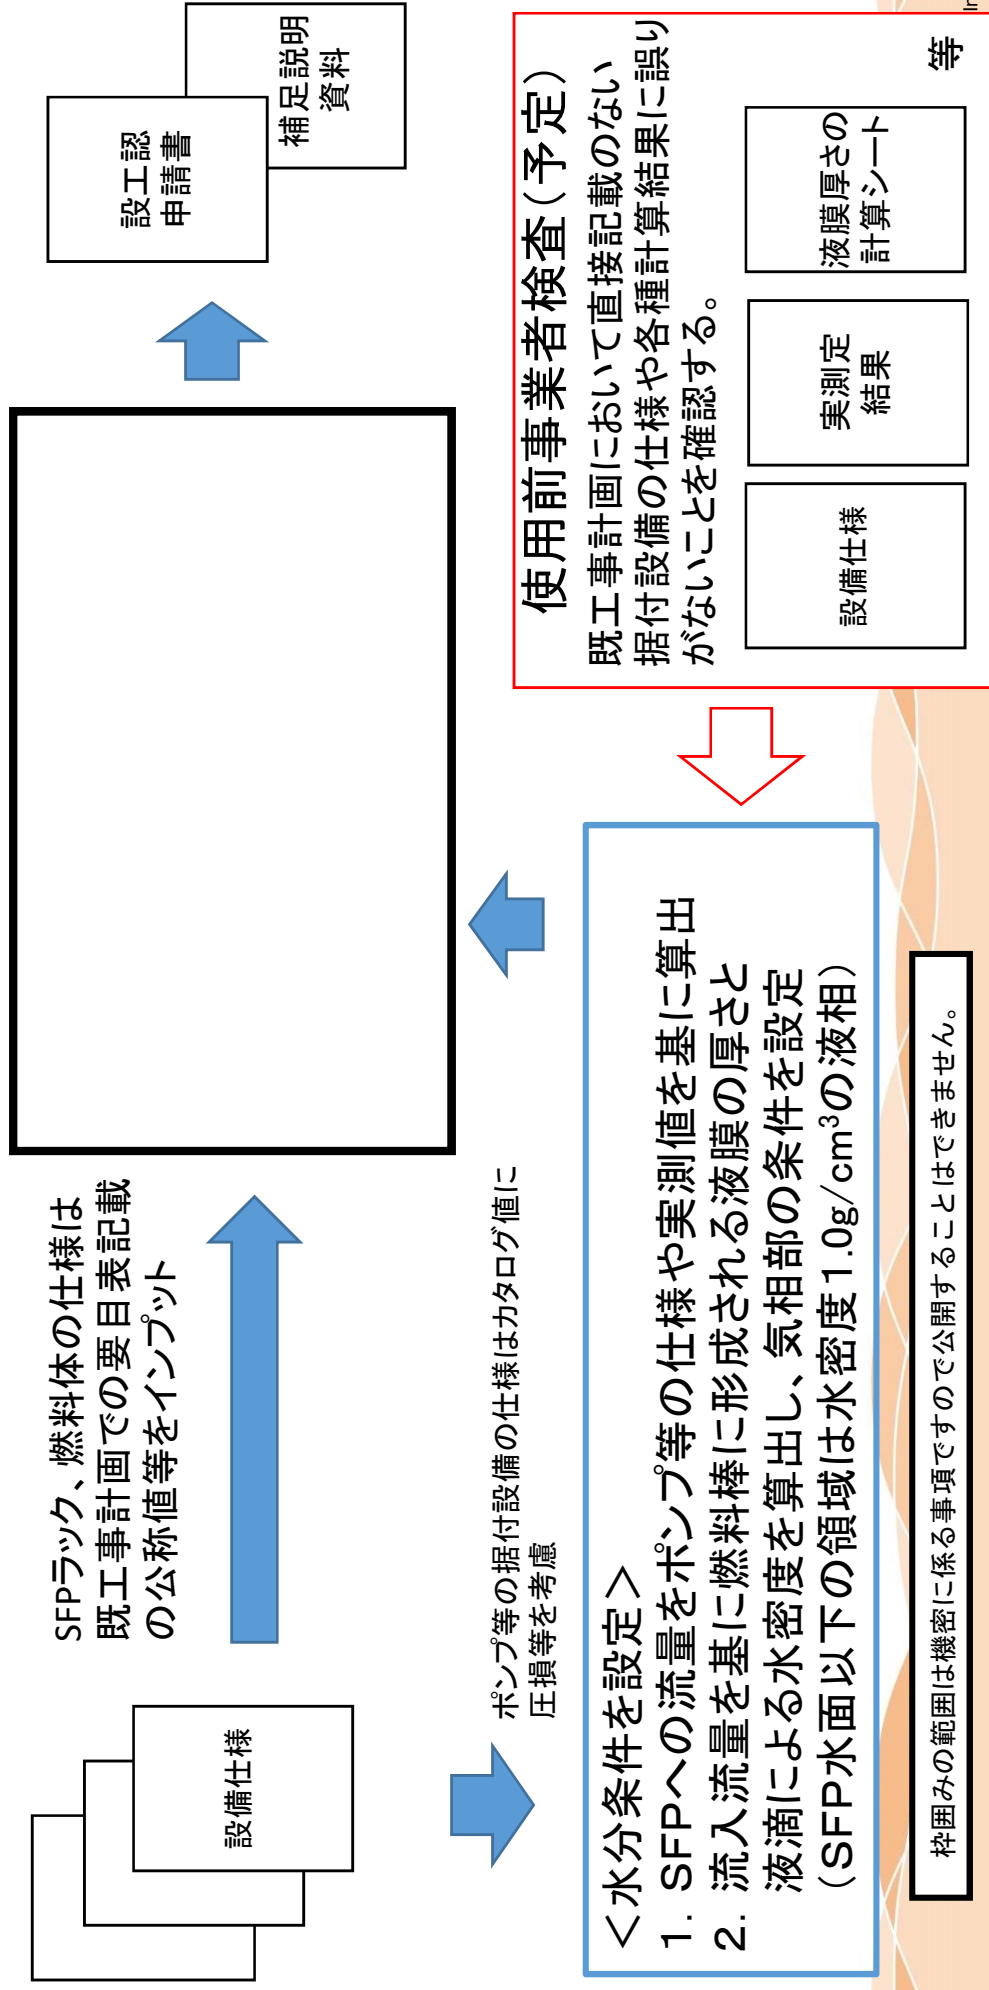 設備仕様
SFPラック、燃料体の仕様は
既工事計画での要目表記載
の公称値等をインプット
設工認
申請書
補足説明
資料
ポンプ等の据付設備の仕様はカタログ値に
圧損等を考慮
＜水分条件を設定＞
1. SFPへの流量をポンプ等の仕様や実測値を基に算出
2. 流入流量を基に燃料棒に形成される液膜の厚さと
液滴による水密度を算出し、気相部の条件を設定
（SFP水面以下の領域は水密度1.0g/cm³の液相）
使用前事業者検査（予定）
既工事計画において直接記載のない
据付設備の仕様や各種計算結果に誤り
がないことを確認する。
設備仕様
実測定
結果
液膜厚さの
計算シート
等
枠囲みの範囲は機密に係る事項ですので公開することはできません。